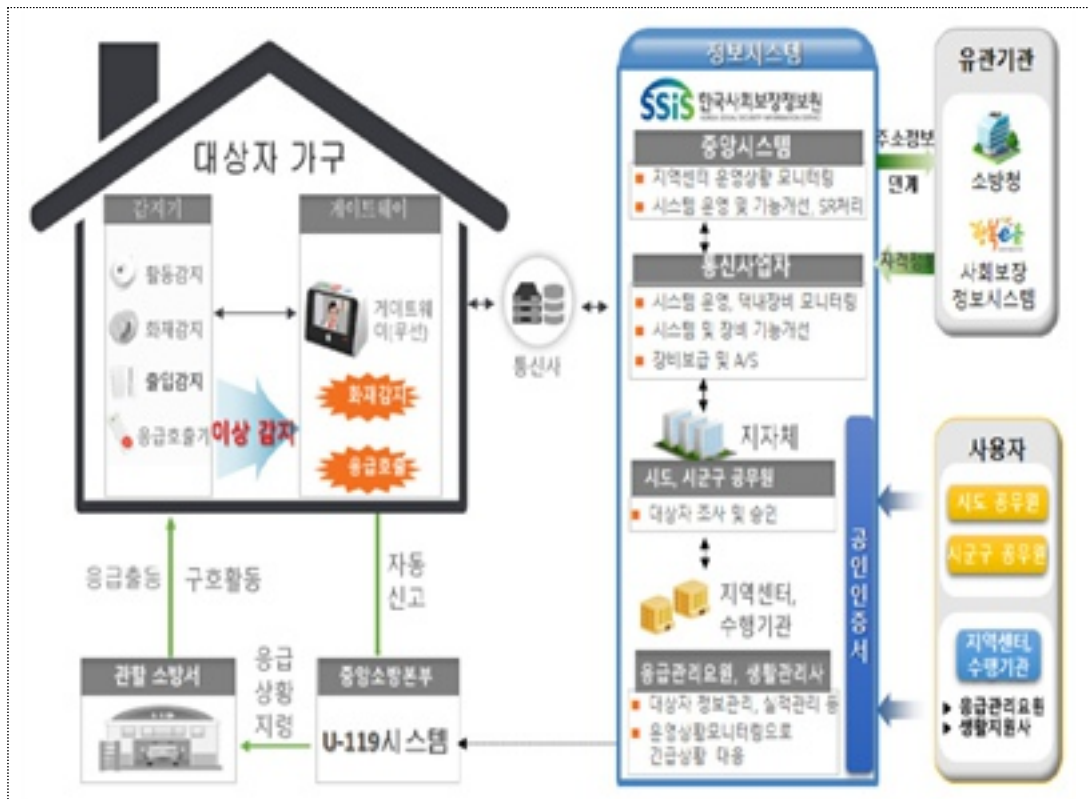 대상자 가구
감지기
활동감지
화재감지
출입감지
응급호출기
이상 감지
게이트웨이
게이트웨
이(무선)
화재감지
응급호출
통신사
응급출동
구호활동
자동
신고
관할 소방서
응급
상황
지령
중앙소방본부
U-119시스템
정보시스템
SSiS 한국사회보장정보원
중앙시스템
지역센터 운영상황 모니터링
시스템 운영 및 기능개선, SR처리
통신사업자
시스템 운영, 댁내장비 모니터링
시스템 및 장비 기능개선
장비보급 및 A/S
지자체
시도, 시군구 공무원
대상자 조사 및 승인
지역센터,
수행기관
응급관리요원, 생활관리사
대상자 정보관리, 실적관리 등
운영상황모니터링으로
긴급상황 대응
공인인증서
주소정보
연계
유관기관
소방청
행복e음
사회보장
정보시스템
사용자
시도 공무원
시군구 공무원
지역센터,
수행기관
응급관리요원
생활지원사